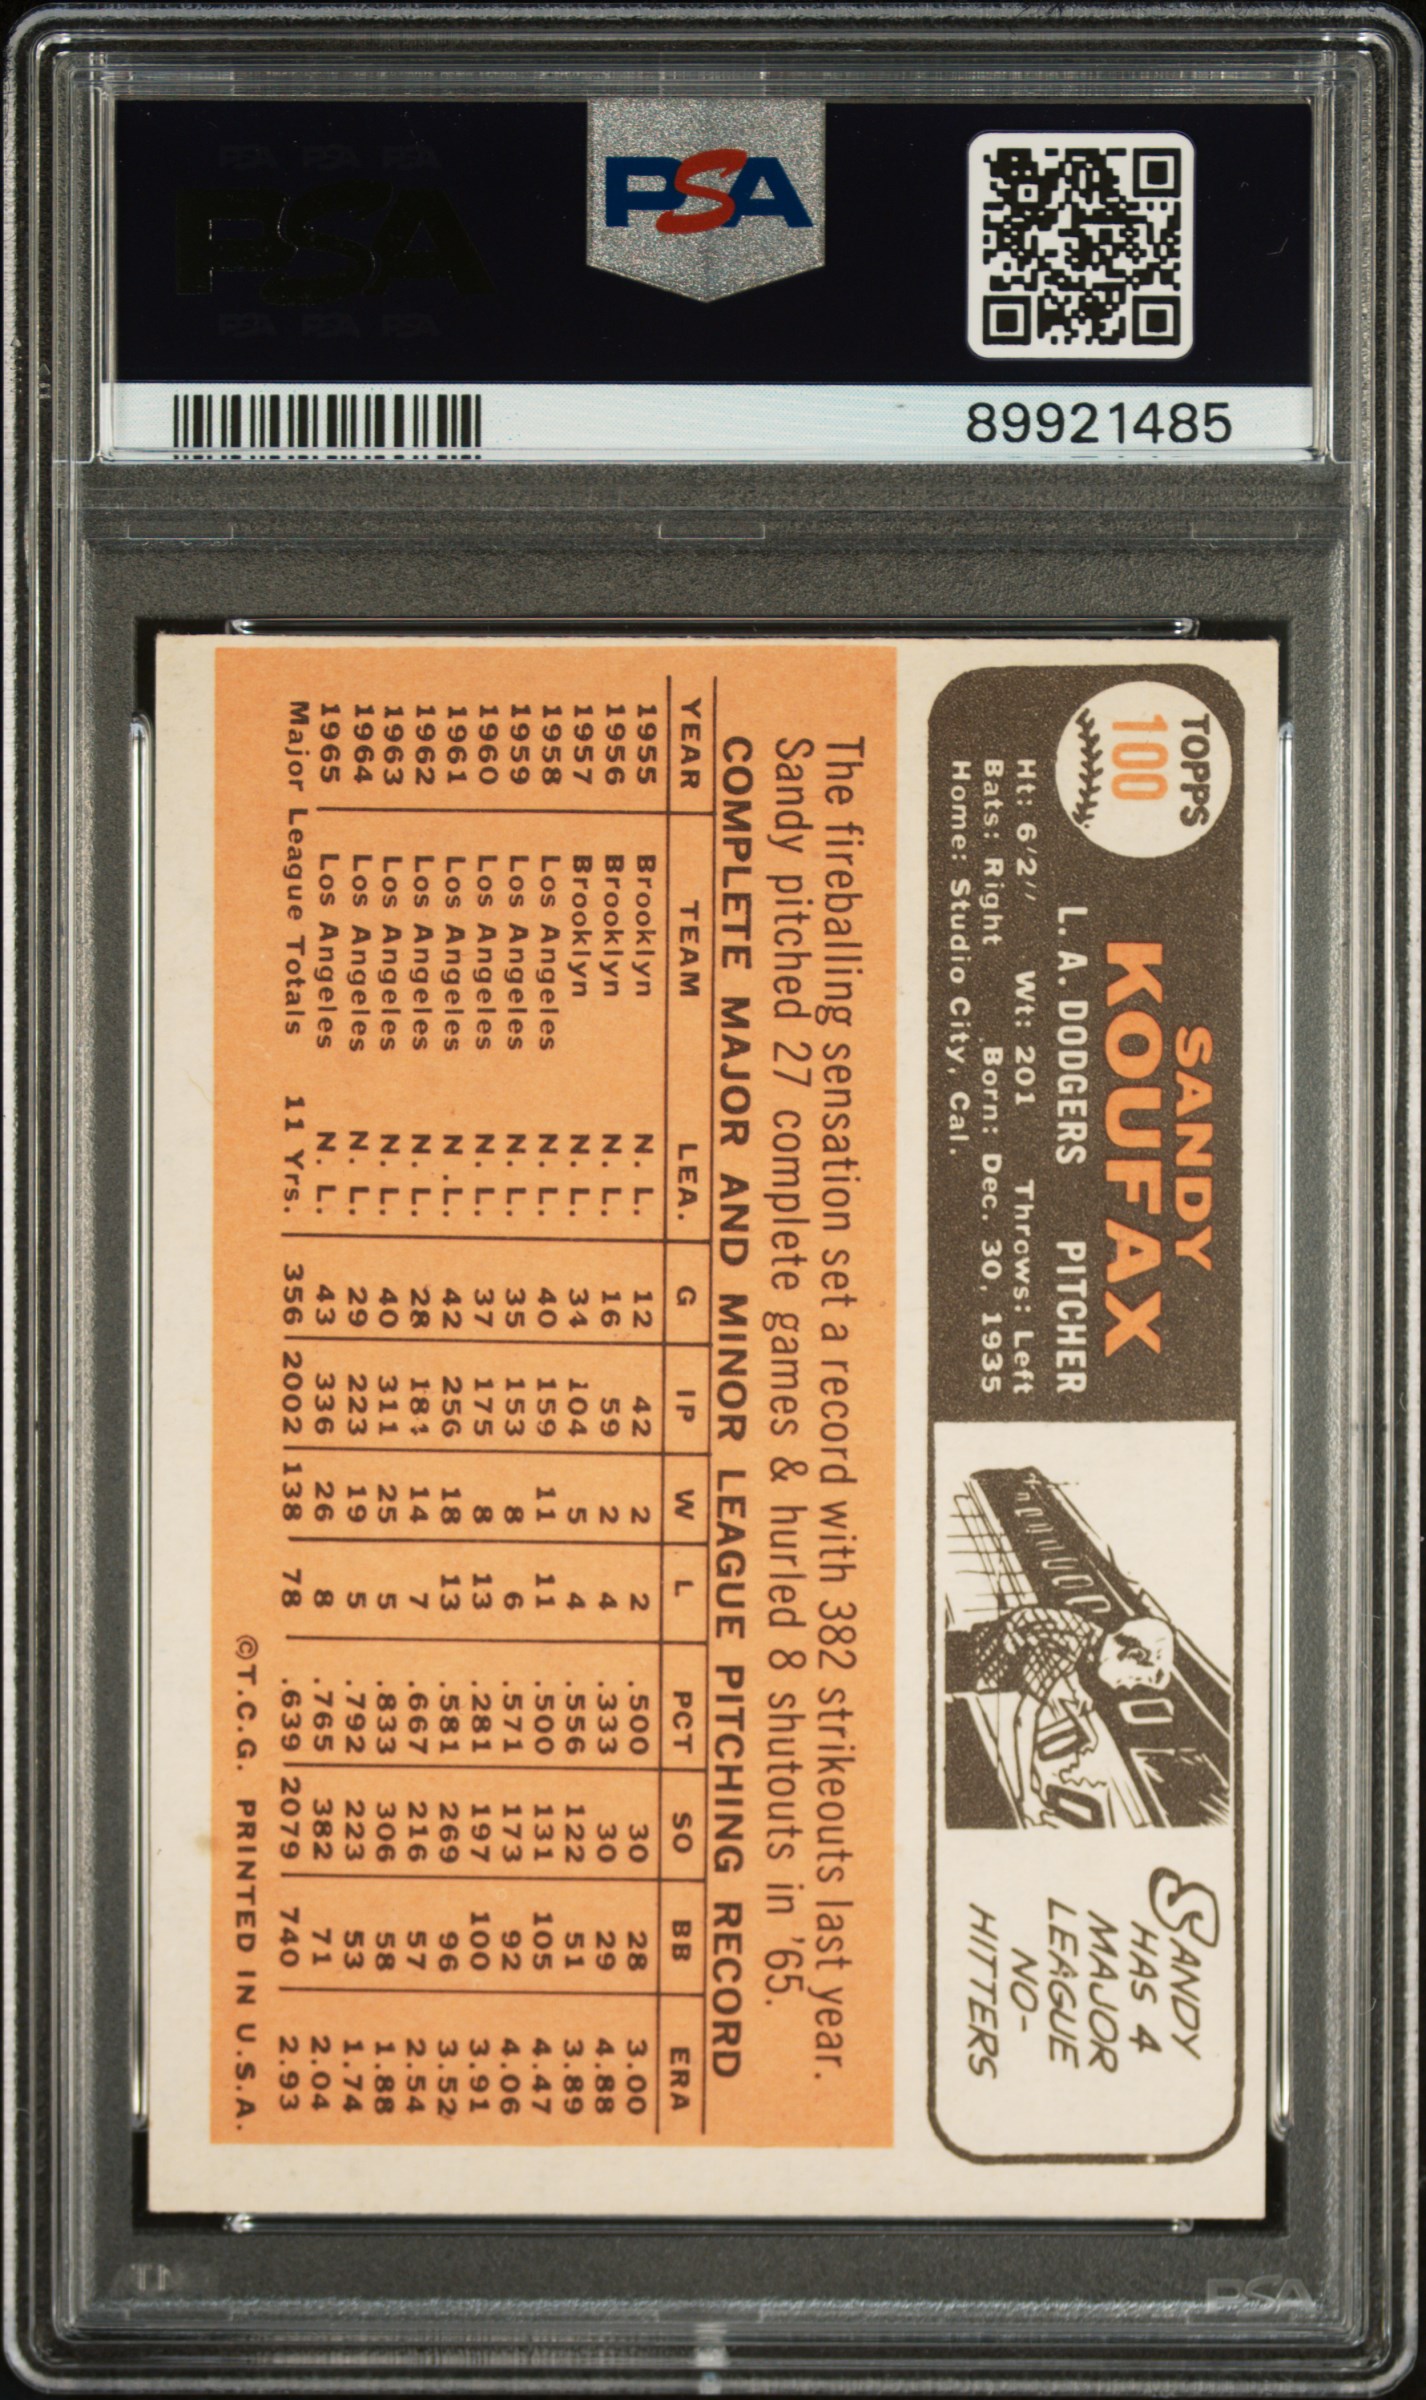 PSA
PSA PSA PSA
PSA
PSA PSA PSA
89921485
TOPPS
100
SANDY
KOUFAX
L. A. DODGERS PITCHER
Ht: 6'2'' Wt: 201 Throws: Left
Bats: Right Born: Dec. 30, 1935
Home: Studio City, Cal.
SANDY
HAS 4
MAJOR
LEAGUE
NO-
HITTERS
The fireballing sensation set a record with 382 strikeouts last year.
Sandy pitched 27 complete games & hurled 8 shutouts in '65.
COMPLETE MAJOR AND MINOR LEAGUE PITCHING RECORD
YEAR TEAM LEA. G IP W L PCT SO BB ERA
1955 Brooklyn N. L. 12 42 2 2 .500 30 28 3.00
1956 Brooklyn N. L. 16 59 2 4 .333 30 29 4.88
1957 Brooklyn N. L. 34 104 5 4 .556 122 51 3.89
1958 Los Angeles N. L. 40 159 11 11 .500 131 105 4.47
1959 Los Angeles N. L. 35 153 8 6 .571 173 92 4.06
1960 Los Angeles N. L. 37 175 8 13 .281 197 100 3.91
1961 Los Angeles N. L. 42 256 18 13 .581 269 96 3.52
1962 Los Angeles N. L. 28 184 14 7 .667 216 57 2.54
1963 Los Angeles N. L. 40 311 25 5 .833 306 58 1.88
1964 Los Angeles N. L. 29 223 19 5 .792 223 53 1.74
1965 Los Angeles N. L. 43 336 26 8 .765 382 71 2.04
Major League Totals 11 Yrs. 356 2002 138 78 .639 2079 740 2.93
©T.C.G. PRINTED IN U.S.A.
PSA